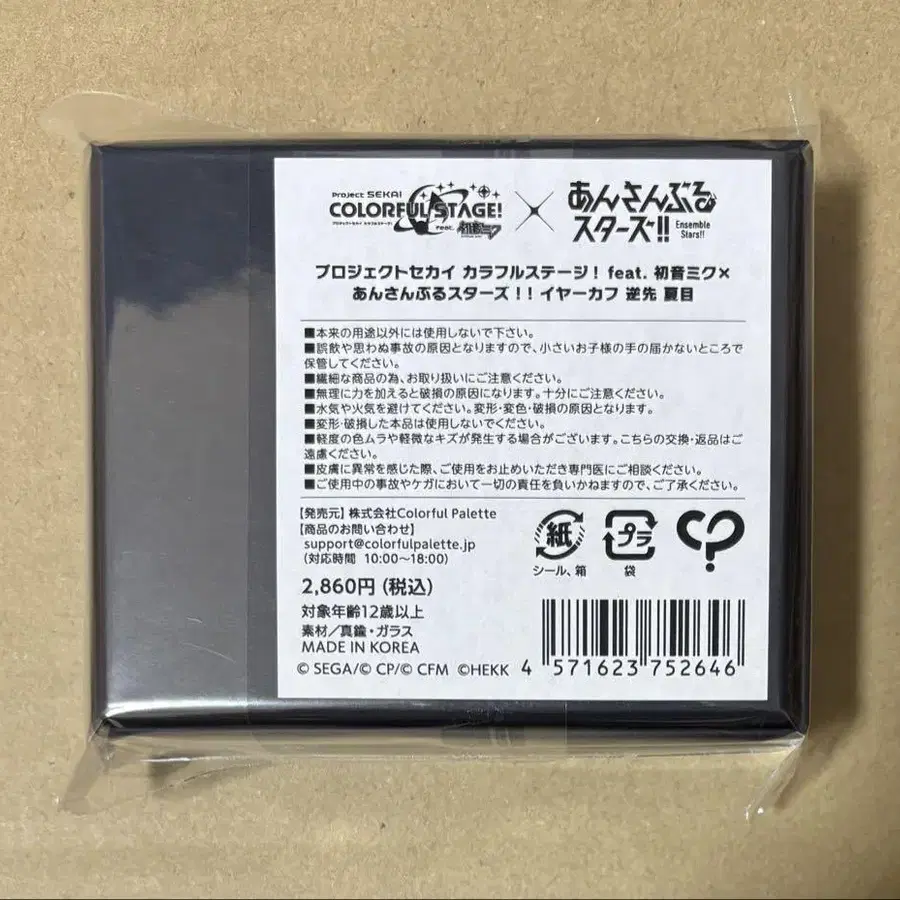 Project SEKAI
COLORFUL STAGE!
プロジェクトセカイ カラフルステージ!
feat. 初音ミク
×
あんさんぶる
スターズ!!
Ensemble
Stars!!
プロジェクトセカイ カラフルステージ! feat. 初音ミク×
あんさんぶるスターズ!! イヤーカフ 逆先 夏目
■本来の用途以外には使用しないで下さい。
■誤飲や思わぬ事故の原因となりますので、小さいお子様の手の届かないところで
保管してください。
■繊細な商品の為、お取り扱いにご注意ください。
■無理に力を加えると破損の原因になります。十分にご注意ください。
■水気や火気を避けてください。変形・変色・破損の原因となります。
■変形・破損した本品は使用しないでください。
■軽度の色ムラや軽微なキズが発生する場合がございます。こちらの交換・返品はご
遠慮ください。
■皮膚に異常を感じた際、ご使用をお止めいただき専門医にご相談ください。
■ご使用中の事故やケガにおいて一切の責任を負いかねますので、ご了承ください。
【発売元】株式会社Colorful Palette
【商品のお問い合わせ】
support@colorfulpalette.jp
(対応時間 10:00〜18:00)
紙
シール、箱
プラ
袋
2,860円(税込)
対象年齢12歳以上
素材/真鍮・ガラス
MADE IN KOREA
© SEGA/© CP/© CFM ©HEKK
4 571623 752646